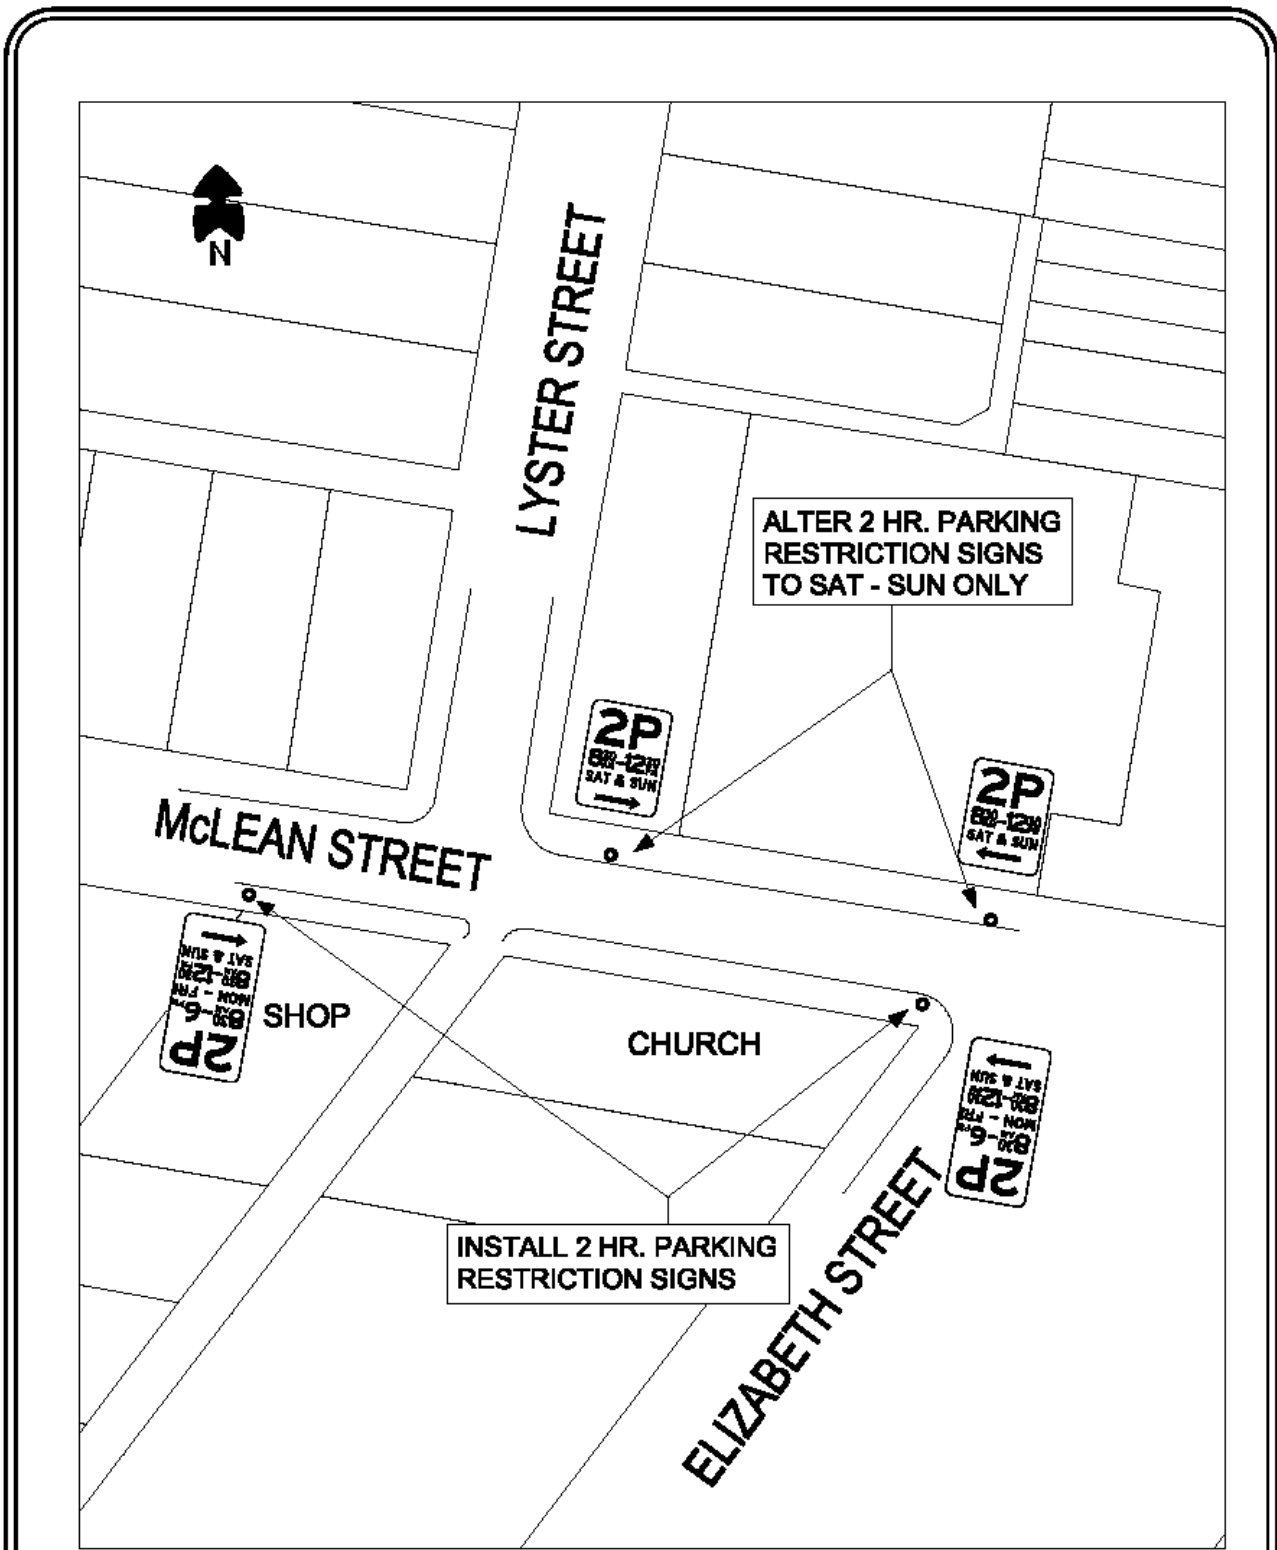 N
LYSTER STREET
ALTER 2 HR. PARKING
RESTRICTION SIGNS
TO SAT - SUN ONLY
2P
SAT & SUN
2P
SAT & SUN
McLEAN STREET
2P
MON - FRI
SAT & SUN
SHOP
CHURCH
2P
MON - FRI
SAT & SUN
INSTALL 2 HR. PARKING
RESTRICTION SIGNS
ELIZABETH STREET